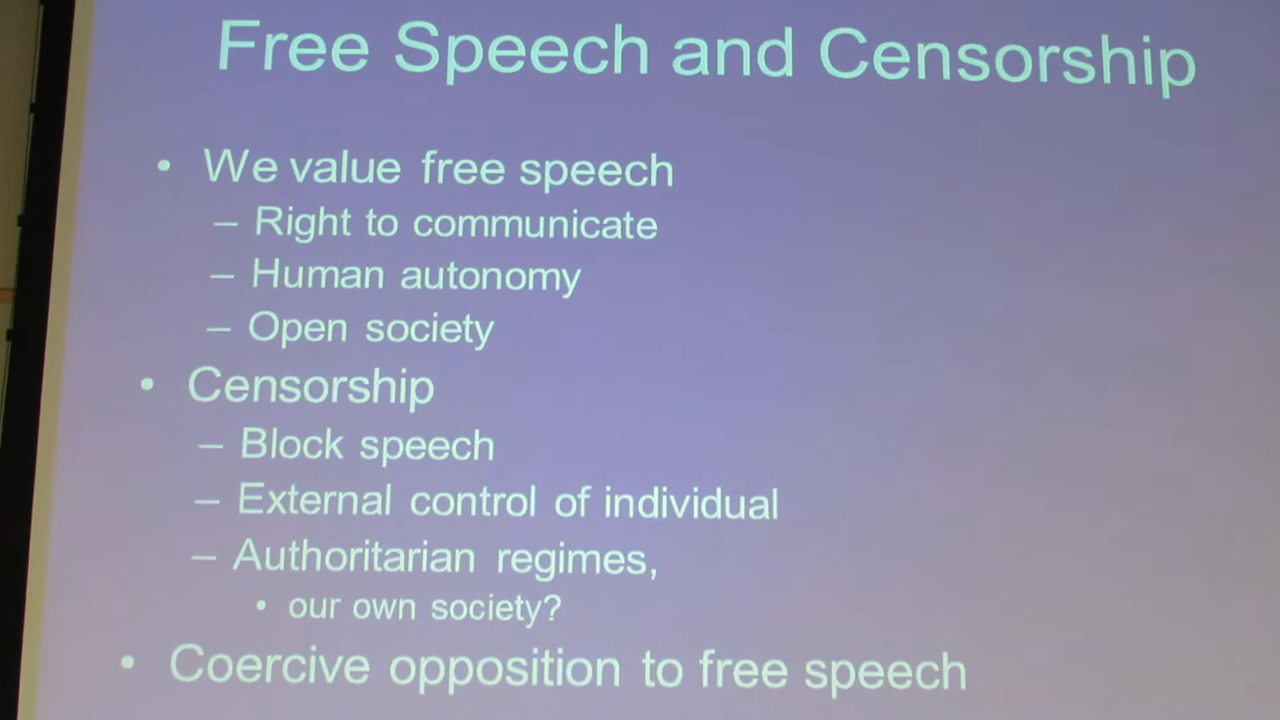 Free Speech and Censorship
• We value free speech
– Right to communicate
– Human autonomy
– Open society
• Censorship
– Block speech
– External control of individual
– Authoritarian regimes,
• our own society?
• Coercive opposition to free speech